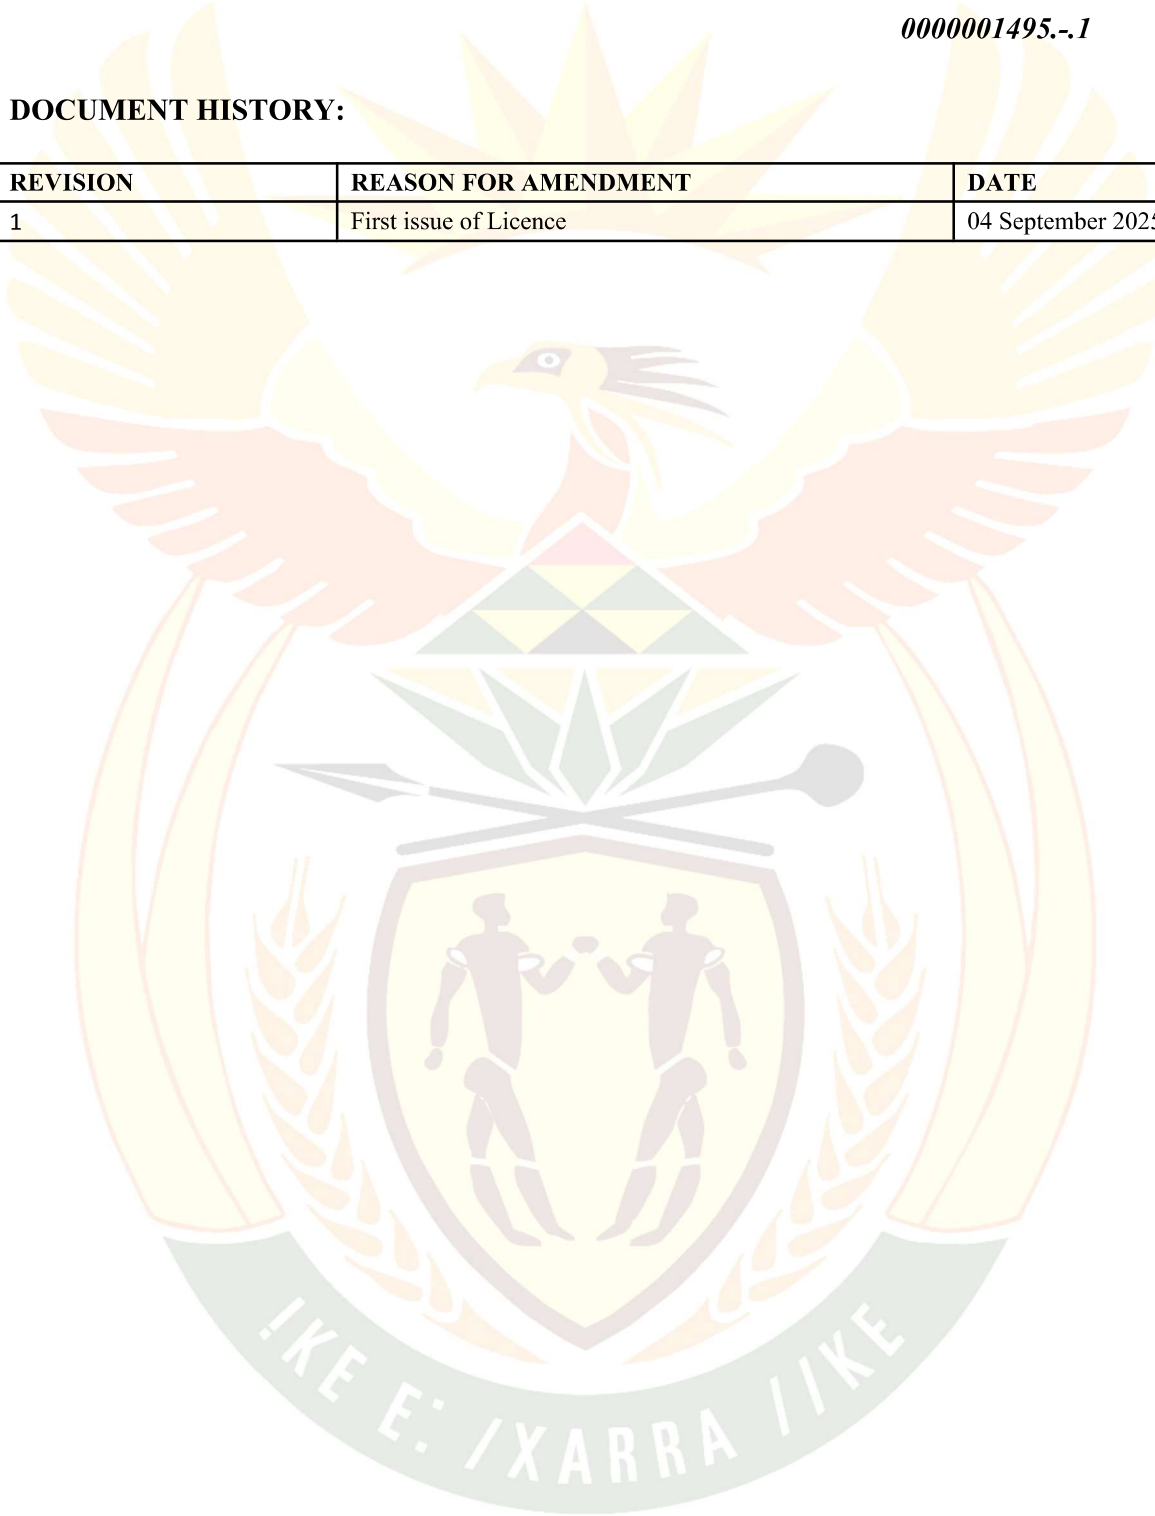 0000001495.-.1
DOCUMENT HISTORY:
REVISION REASON FOR AMENDMENT DATE
1 First issue of Licence 04 September 2025
!KE E: /XARRA //KE